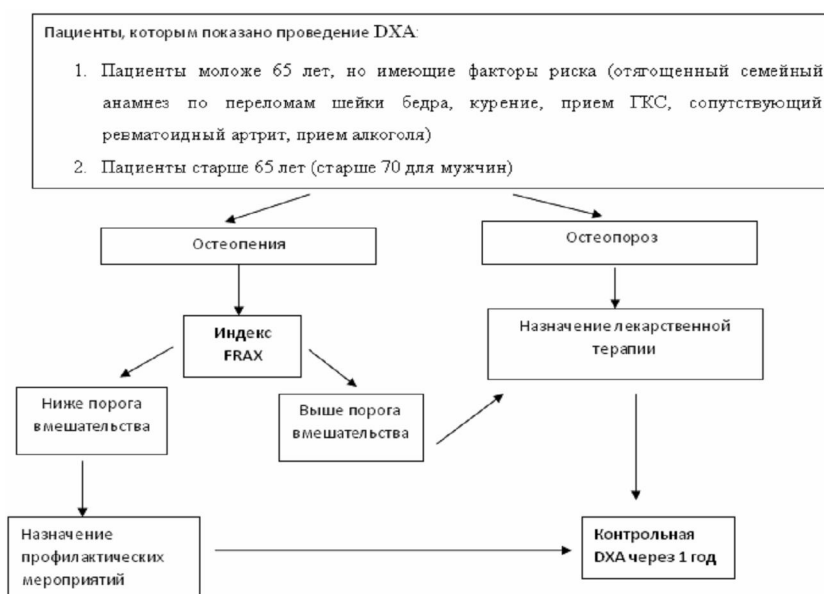 Пациенты, которым показано проведение DXA:
1. Пациенты моложе 65 лет, но имеющие факторы риска (отягощенный семейный
анамнез по переломам шейки бедра, курение, прием ГКС, сопутствующий
ревматоидный артрит, прием алкоголя)
2. Пациенты старше 65 лет (старше 70 для мужчин)
Остеопения
Остеопороз
Индекс
FRAX
Назначение лекарственной
терапии
Ниже порога
вмешательства
Выше порога
вмешательства
Назначение
профилактических
мероприятий
Контрольная
DXA через 1 год